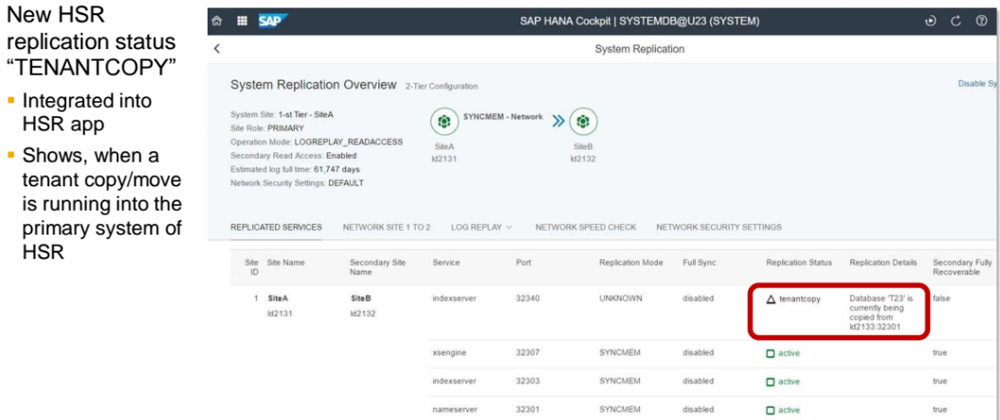 New HSR
replication status
“TENANTCOPY”
▪ Integrated into
HSR app
▪ Shows, when a
tenant copy/move
is running into the
primary system of
HSR
SAP
SAP HANA Cockpit | SYSTEMDB@U23 (SYSTEM)
System Replication
System Replication Overview 2-Tier Configuration
Disable Sy
System Site: 1-st Tier - SiteA
Site Role: PRIMARY
Operation Mode: LOGREPLAY_READACCESS
Secondary Read Access: Enabled
Estimated log full time: 61,747 days
Network Security Settings: DEFAULT
SYNCMEM - Network
SiteA
ld2131
SiteB
ld2132
REPLICATED SERVICES NETWORK SITE 1 TO 2 LOG REPLAY NETWORK SPEED CHECK NETWORK SECURITY SETTINGS
Site ID Site Name Secondary Site Name Service Port Replication Mode Full Sync Replication Status Replication Details Secondary Fully Recoverable
1 SiteA SiteB indexserver 32340 UNKNOWN disabled tenantcopy Database 'T23' is false
ld2131 ld2132 currently being
copied from
ld2133:32301
xsengine 32307 SYNCMEM disabled active true
indexserver 32303 SYNCMEM disabled active true
nameserver 32301 SYNCMEM disabled active true